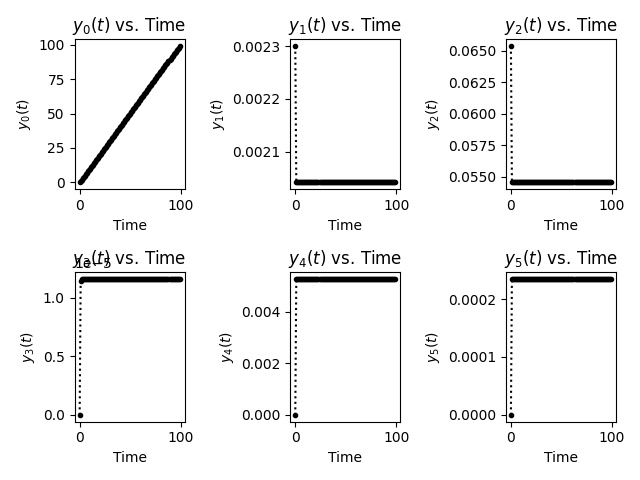 y₀(t) vs. Time
y₁(t) vs. Time
y₂(t) vs. Time
y₀(t)
100
75
50
25
0
0
100
Time
y₁(t)
0.0023
0.0022
0.0021
0
100
Time
y₂(t)
0.0650
0.0625
0.0600
0.0575
0.0550
0
100
Time
y₃(t) vs. Time
y₄(t) vs. Time
y₅(t) vs. Time
1e−5
y₃(t)
1.0
0.5
0.0
0
100
Time
y₄(t)
0.004
0.002
0.000
0
100
Time
y₅(t)
0.0002
0.0001
0.0000
0
100
Time